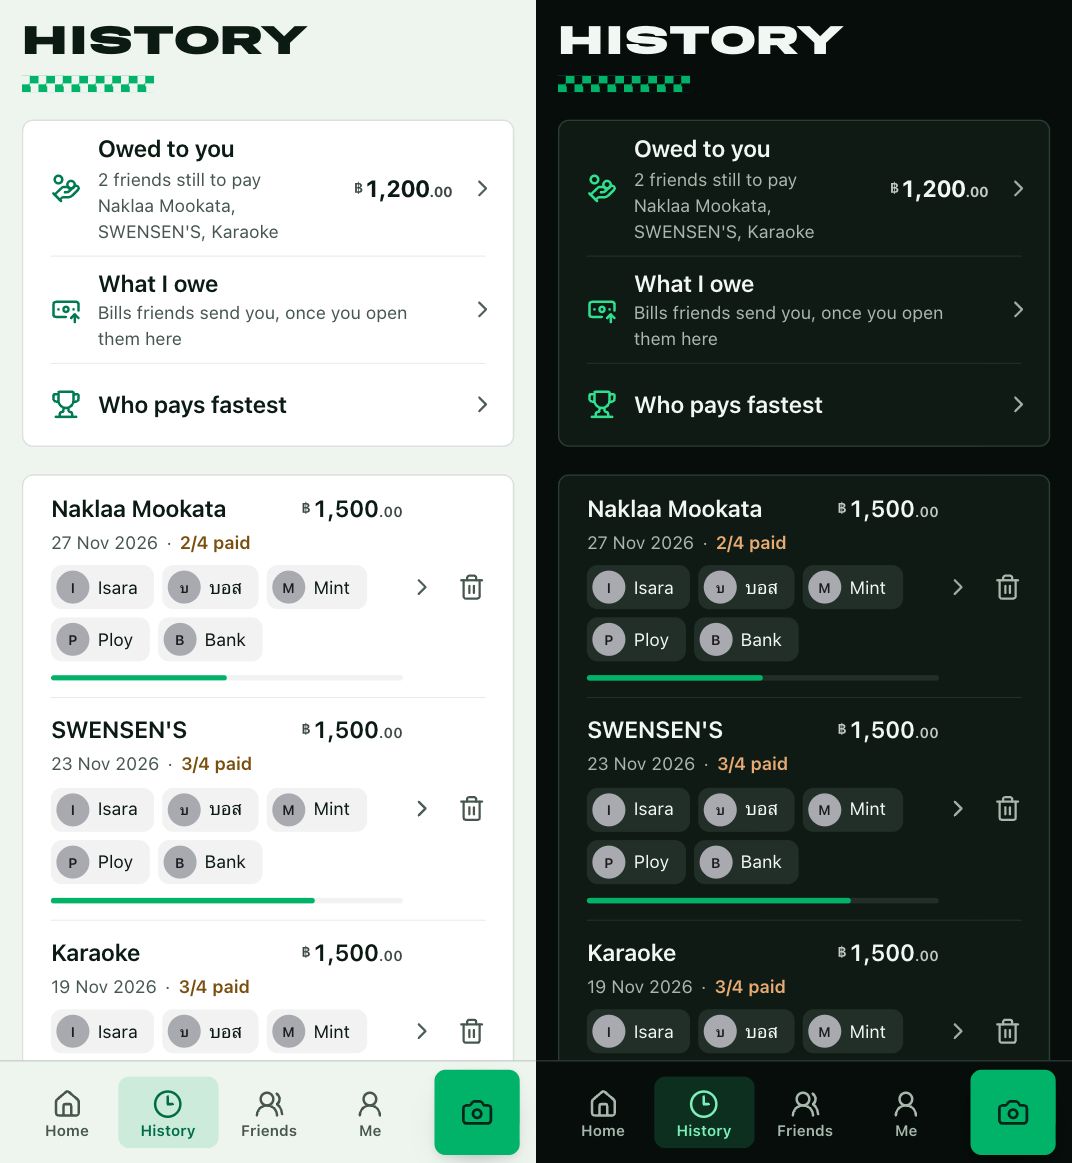 HISTORY
Owed to you
2 friends still to pay
Naklaa Mookata,
SWENSEN'S, Karaoke
฿1,200.00
What I owe
Bills friends send you, once you open
them here
Who pays fastest
Naklaa Mookata
฿1,500.00
27 Nov 2026 · 2/4 paid
I Isara บ บอส M Mint
P Ploy B Bank
SWENSEN'S
฿1,500.00
23 Nov 2026 · 3/4 paid
I Isara บ บอส M Mint
P Ploy B Bank
Karaoke
฿1,500.00
19 Nov 2026 · 3/4 paid
I Isara บ บอส M Mint
Home History Friends Me
HISTORY
Owed to you
2 friends still to pay
Naklaa Mookata,
SWENSEN'S, Karaoke
฿1,200.00
What I owe
Bills friends send you, once you open
them here
Who pays fastest
Naklaa Mookata
฿1,500.00
27 Nov 2026 · 2/4 paid
I Isara บ บอส M Mint
P Ploy B Bank
SWENSEN'S
฿1,500.00
23 Nov 2026 · 3/4 paid
I Isara บ บอส M Mint
P Ploy B Bank
Karaoke
฿1,500.00
19 Nov 2026 · 3/4 paid
I Isara บ บอส M Mint
Home History Friends Me